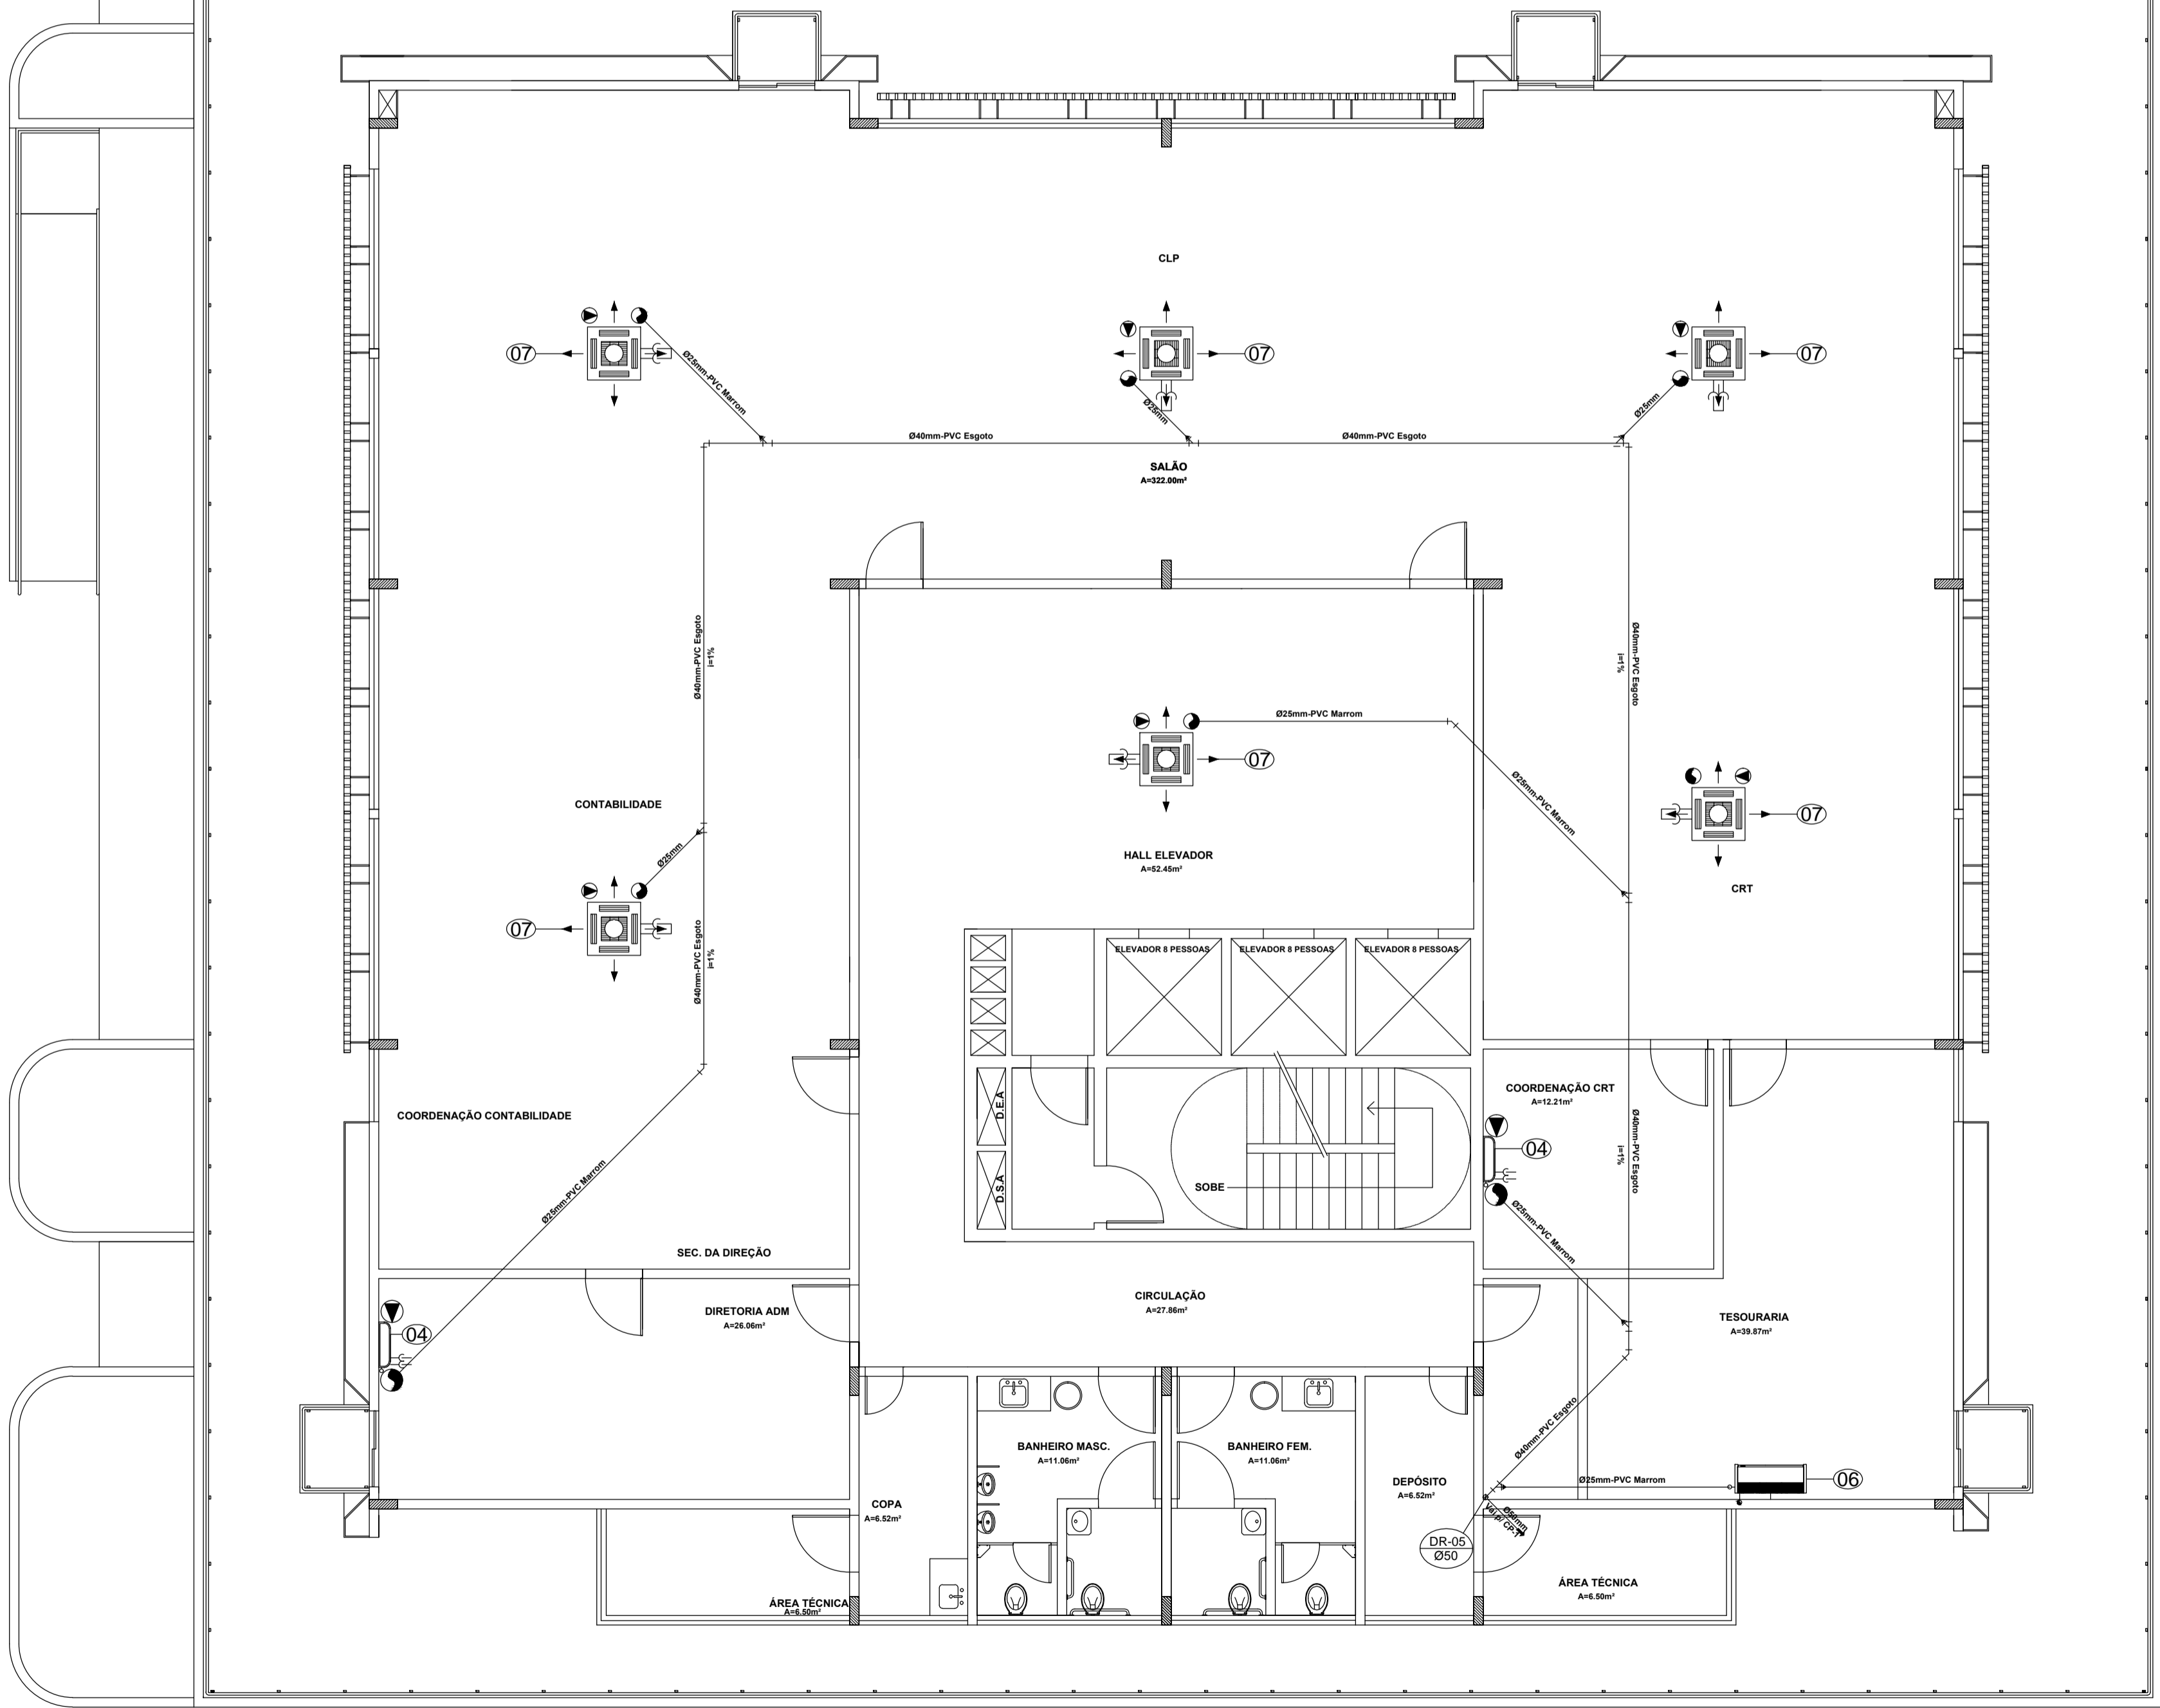 CLP
07
07
07
Ø25mm-PVC Marrom
Ø25mm
Ø25mm
Ø40mm-PVC Esgoto
Ø40mm-PVC Esgoto
SALÃO
A=322.00m²
Ø40mm-PVC Esgoto
i=1%
Ø40mm-PVC Esgoto
i=1%
Ø25mm-PVC Marrom
07
Ø25mm-PVC Marrom
07
CONTABILIDADE
Ø25mm
HALL ELEVADOR
A=52.45m²
CRT
07
Ø40mm-PVC Esgoto
i=1%
ELEVADOR 8 PESSOAS
ELEVADOR 8 PESSOAS
ELEVADOR 8 PESSOAS
COORDENAÇÃO CRT
A=12.21m²
D.E.A
COORDENAÇÃO CONTABILIDADE
04
Ø40mm-PVC Esgoto
i=1%
D.S.A
SOBE
Ø25mm-PVC Marrom
Ø25mm-PVC Marrom
SEC. DA DIREÇÃO
CIRCULAÇÃO
A=27.86m²
DIRETORIA ADM
A=26.06m²
TESOURARIA
A=39.87m²
04
Ø40mm-PVC Esgoto
BANHEIRO MASC.
A=11.06m²
BANHEIRO FEM.
A=11.06m²
DEPÓSITO
A=6.52m²
Ø25mm-PVC Marrom
06
COPA
A=6.52m²
Ø50mm
Vai p/ CP-1
DR-05
Ø50
ÁREA TÉCNICA
A=6.50m²
ÁREA TÉCNICA
A=6.50m²